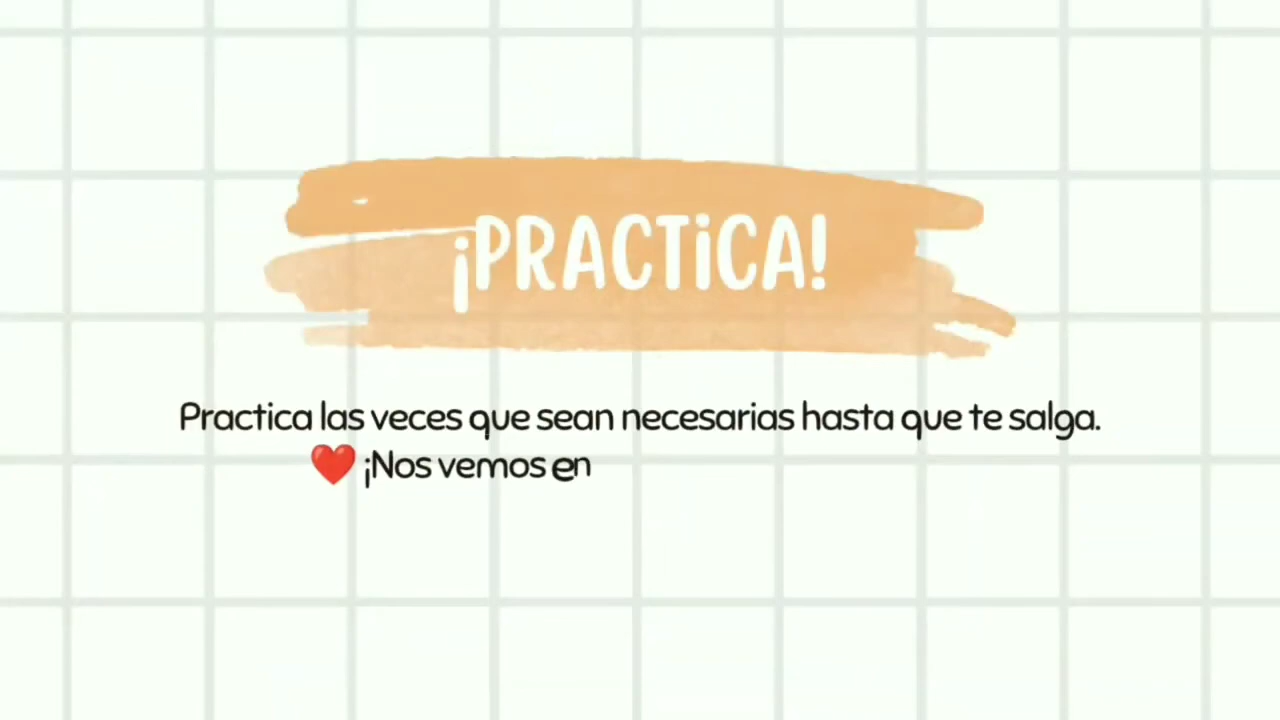 ¡PRACTiCA!
Practica las veces que sean necesarias hasta que te salga.
❤️ ¡Nos vemos en